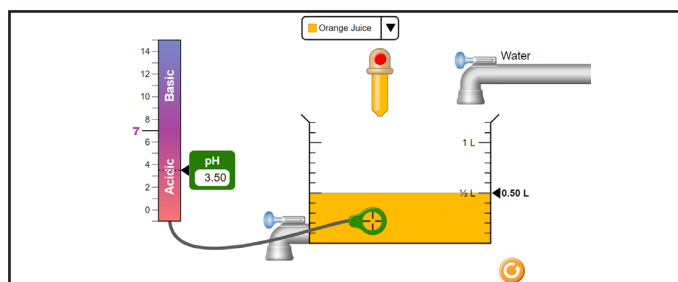 Orange Juice
Water
14
12
10
8
7
6
4
2
0
Basic
Acidic
pH
3.50
1 L
½ L
0.50 L